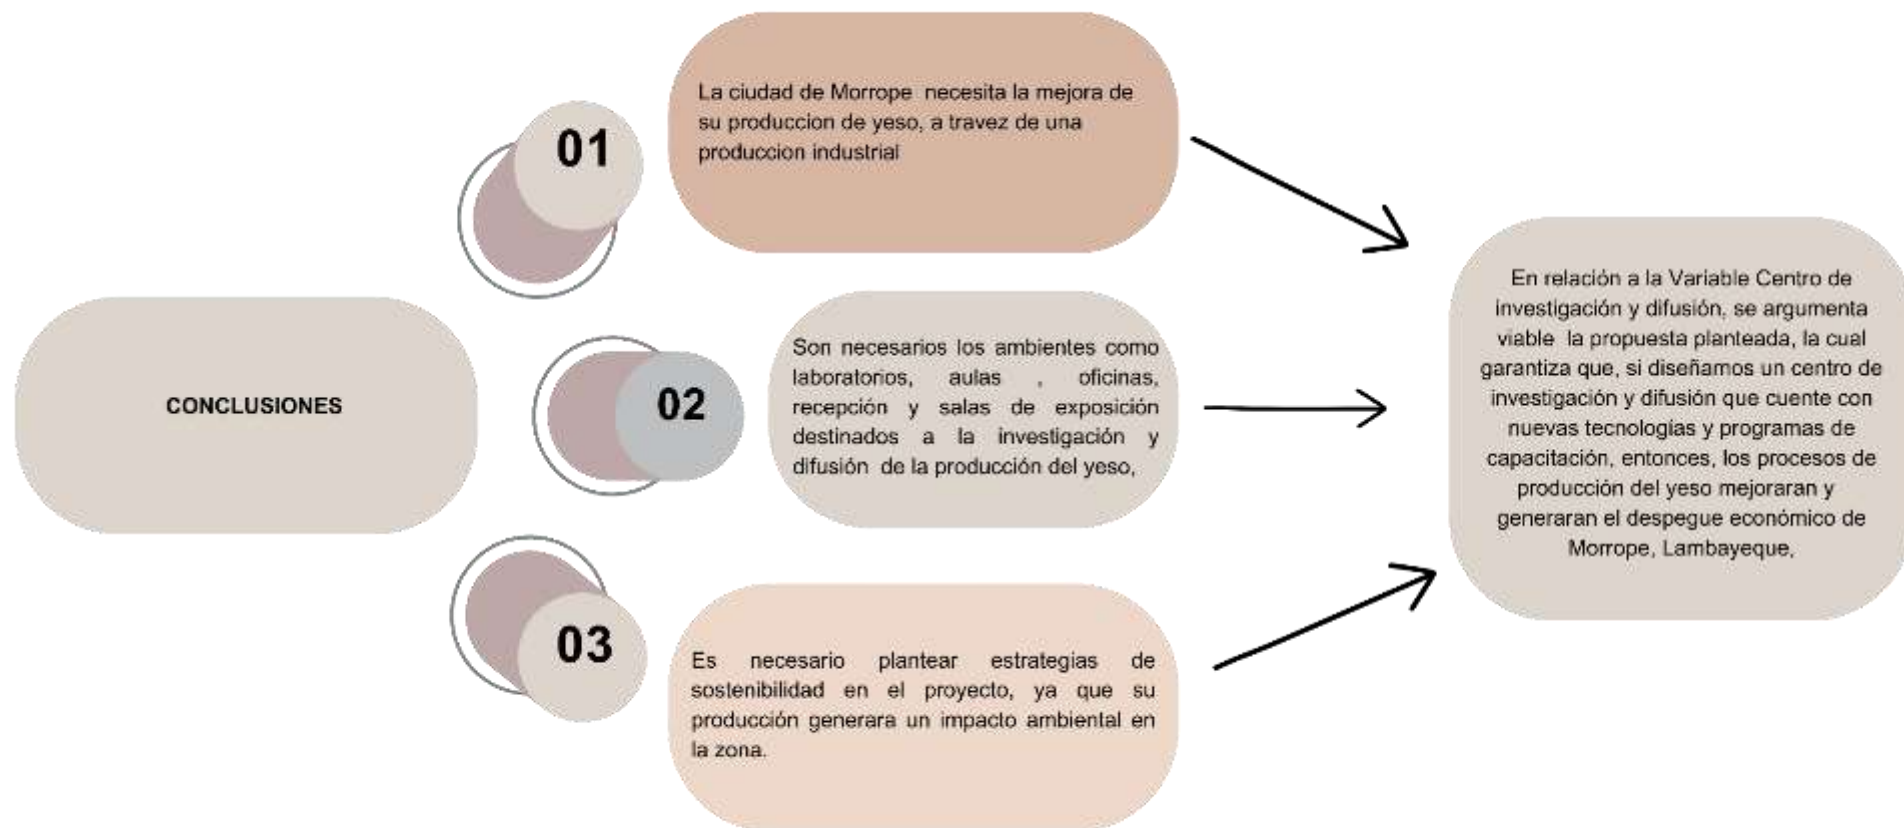 CONCLUSIONES
01
La ciudad de Morrope necesita la mejora de
su produccion de yeso, a travez de una
produccion industrial
02
Son necesarios los ambientes como
laboratorios, aulas , oficinas,
recepción y salas de exposición
destinados a la investigación y
difusión de la producción del yeso,
03
Es necesario plantear estrategias de
sostenibilidad en el proyecto, ya que su
producción generara un impacto ambiental en
la zona.
En relación a la Variable Centro de
investigación y difusión, se argumenta
viable la propuesta planteada, la cual
garantiza que, si diseñamos un centro de
investigación y difusión que cuente con
nuevas tecnologías y programas de
capacitación, entonces, los procesos de
producción del yeso mejoraran y
generaran el despegue económico de
Morrope, Lambayeque,